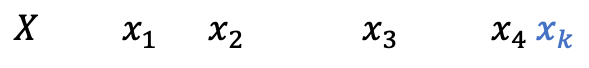 X x₁ x₂ x₃ x₄ xₖ